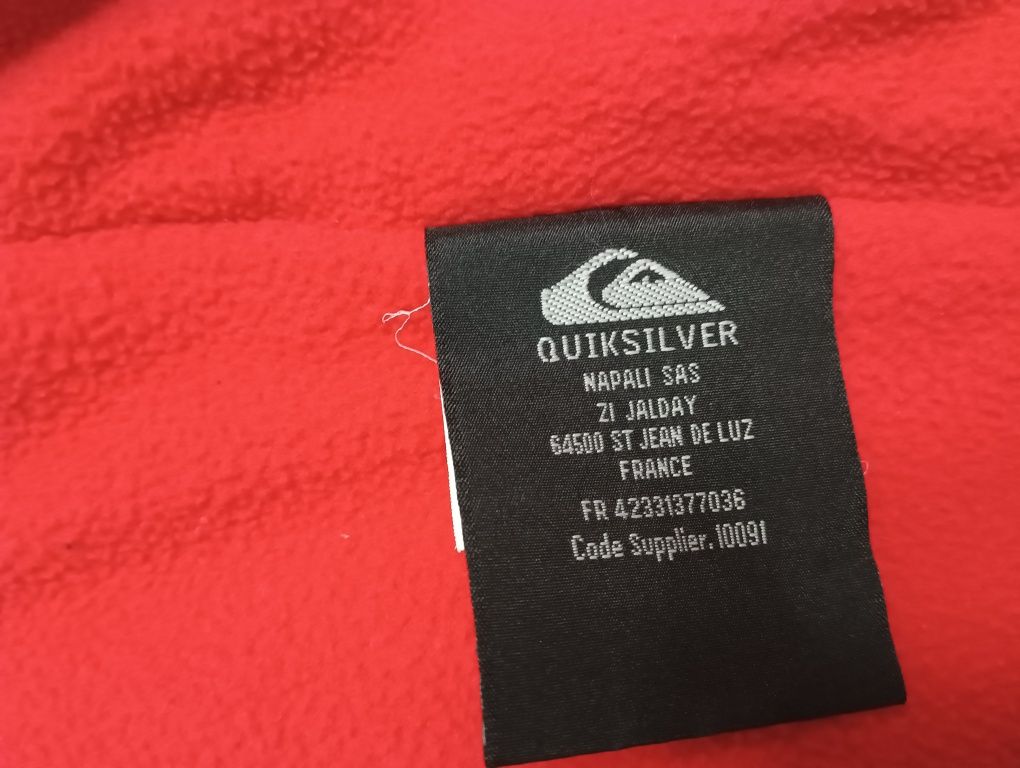 QUIKSILVER
NAPALI SAS
ZI JALDAY
64500 ST JEAN DE LUZ
FRANCE
FR 42331377036
Code Supplier. 10091